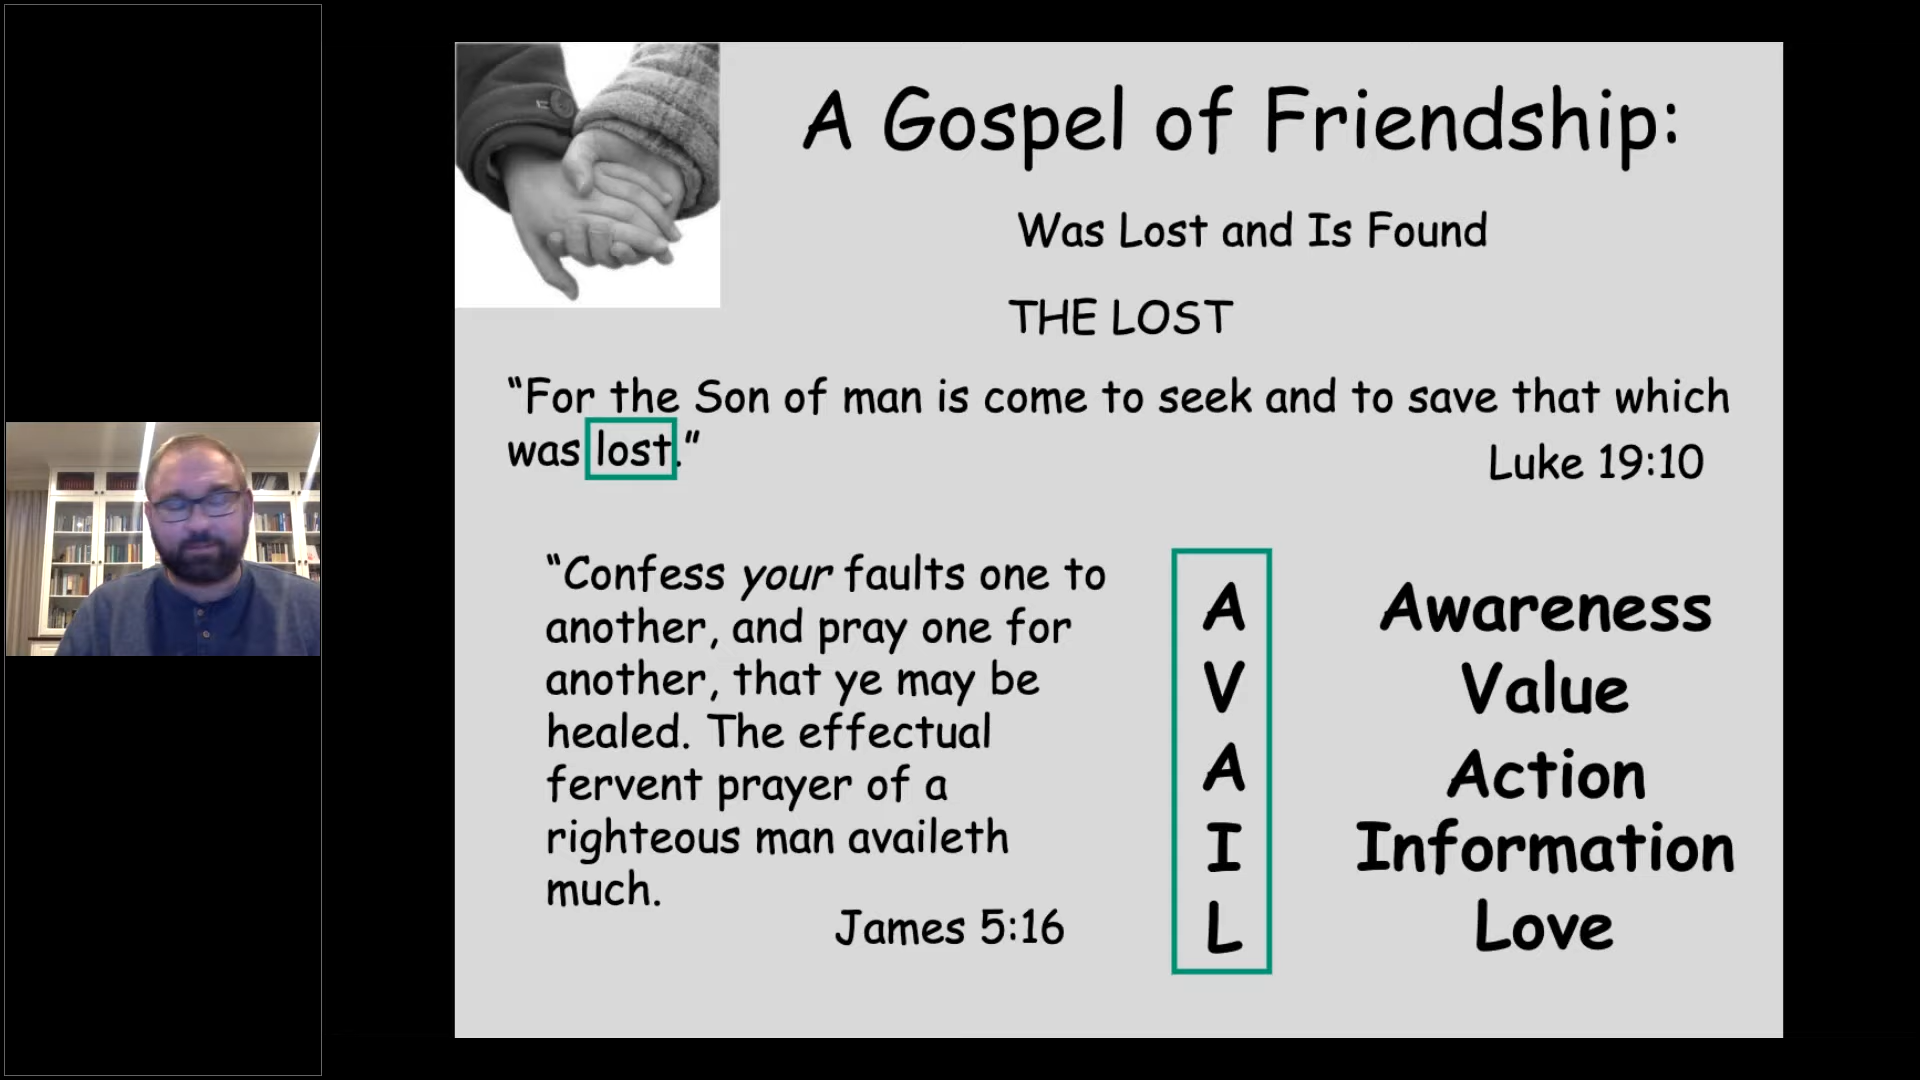 A Gospel of Friendship:
Was Lost and Is Found
THE LOST
“For the Son of man is come to seek and to save that which
was lost.”
Luke 19:10
“Confess your faults one to
another, and pray one for
another, that ye may be
healed. The effectual
fervent prayer of a
righteous man availeth
much.
James 5:16
A Awareness
V Value
A Action
I Information
L Love